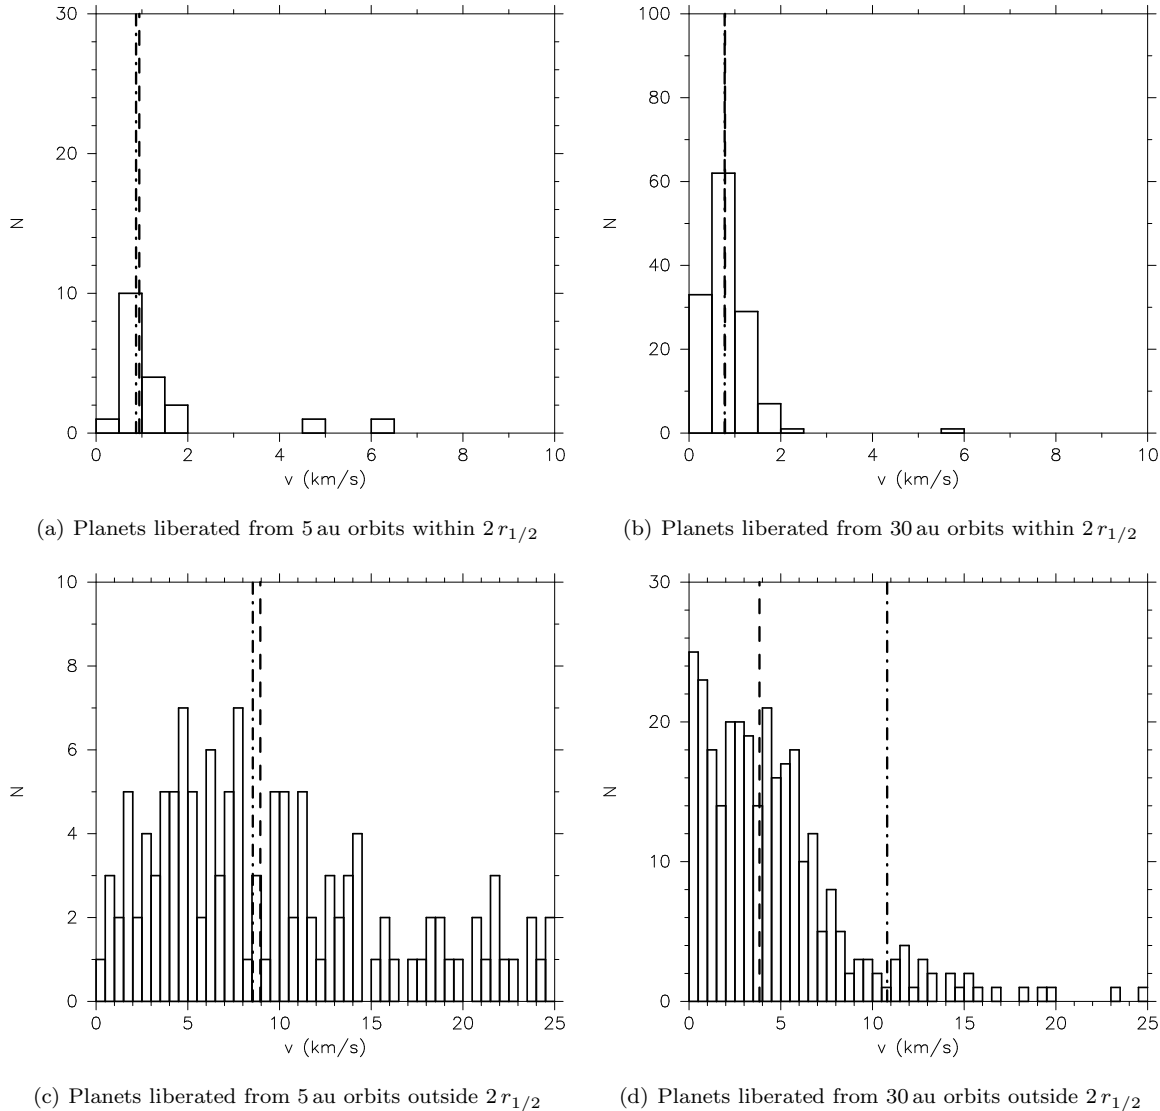 30
20
10
0
N
0 2 4 6 8 10
v (km/s)
(a) Planets liberated from 5 au orbits within 2 r1/2
100
80
60
40
20
0
N
0 2 4 6 8 10
v (km/s)
(b) Planets liberated from 30 au orbits within 2 r1/2
10
8
6
4
2
0
N
0 5 10 15 20 25
v (km/s)
(c) Planets liberated from 5 au orbits outside 2 r1/2
30
20
10
0
N
0 5 10 15 20 25
v (km/s)
(d) Planets liberated from 30 au orbits outside 2 r1/2